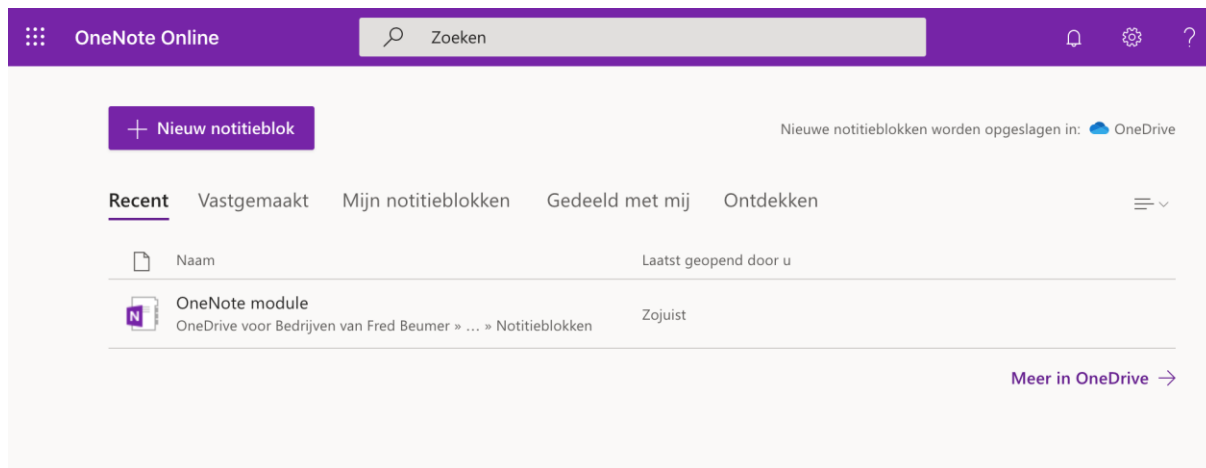 OneNote Online
Zoeken
?
+ Nieuw notitieblok
Nieuwe notitieblokken worden opgeslagen in: OneDrive
Recent Vastgemaakt Mijn notitieblokken Gedeeld met mij Ontdekken
Naam Laatst geopend door u
N
OneNote module
OneDrive voor Bedrijven van Fred Beumer » ... » Notitieblokken
Zojuist
Meer in OneDrive →